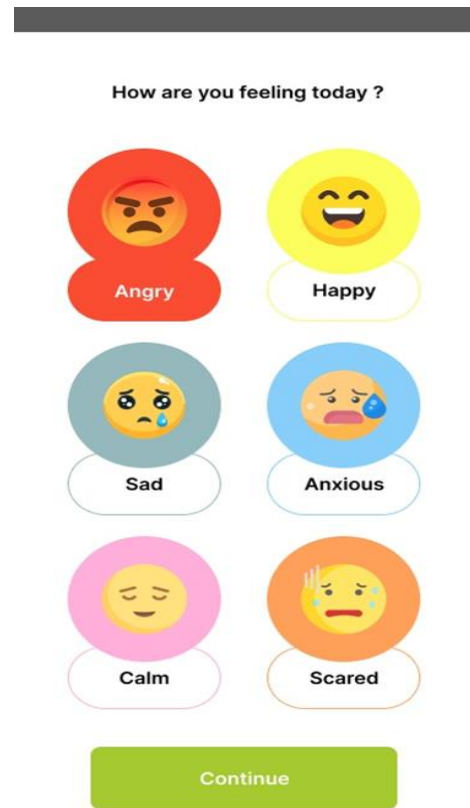 How are you feeling today ?
Angry
Happy
Sad
Anxious
Calm
Scared
Continue